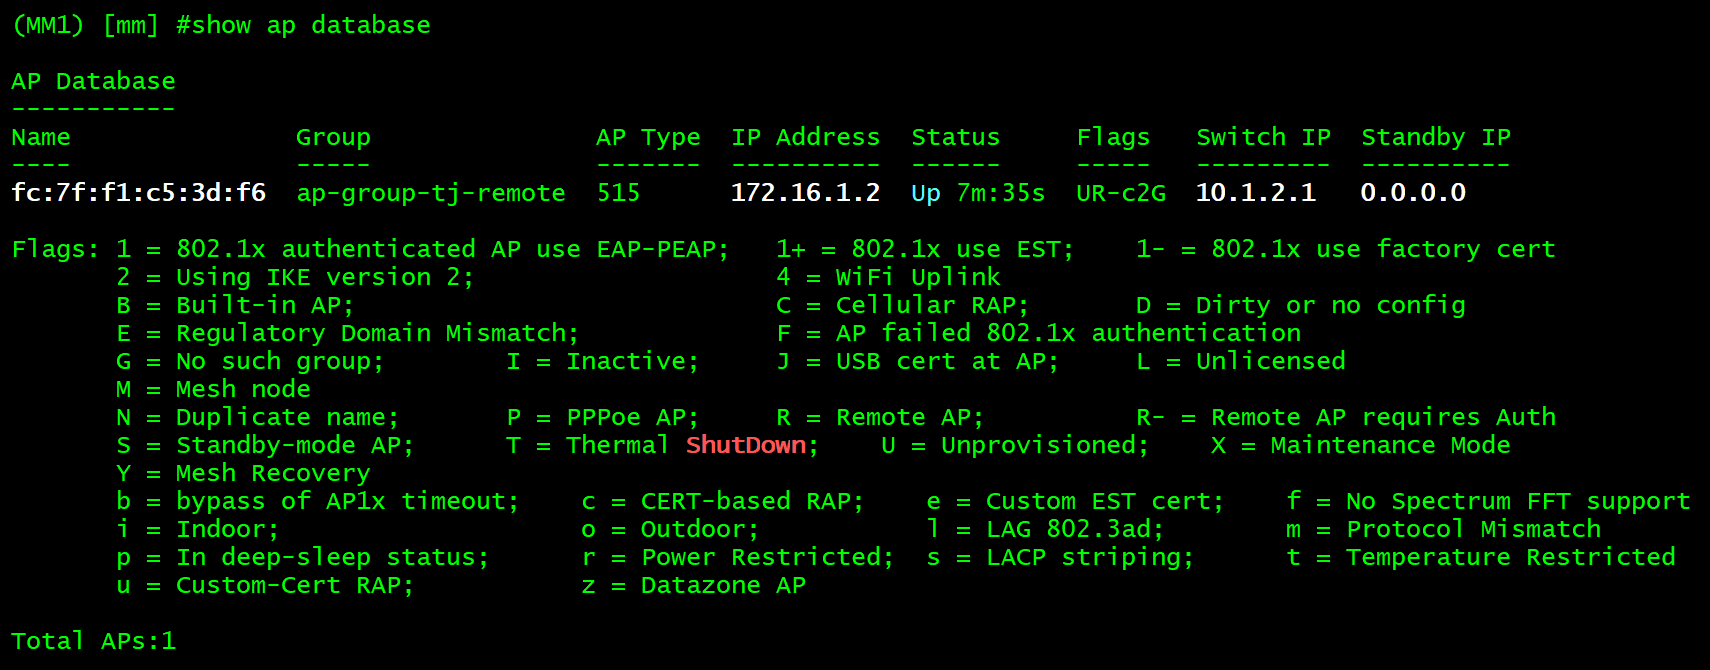 (MM1) [mm] #show ap database

AP Database
-----------
Name                Group               AP Type  IP Address  Status     Flags   Switch IP  Standby IP
----                -----               -------  ----------  ------     -----   ---------  ----------
fc:7f:f1:c5:3d:f6  ap-group-tj-remote  515      172.16.1.2  Up 7m:35s  UR-c2G  10.1.2.1   0.0.0.0

Flags: 1 = 802.1x authenticated AP use EAP-PEAP;   1+ = 802.1x use EST;    1- = 802.1x use factory cert
       2 = Using IKE version 2;                    4 = WiFi Uplink
       B = Built-in AP;                            C = Cellular RAP;       D = Dirty or no config
       E = Regulatory Domain Mismatch;             F = AP failed 802.1x authentication
       G = No such group;        I = Inactive;     J = USB cert at AP;     L = Unlicensed
       M = Mesh node
       N = Duplicate name;       P = PPPoe AP;     R = Remote AP;          R- = Remote AP requires Auth
       S = Standby-mode AP;      T = Thermal ShutDown;    U = Unprovisioned;    X = Maintenance Mode
       Y = Mesh Recovery
       b = bypass of AP1x timeout;    c = CERT-based RAP;    e = Custom EST cert;    f = No Spectrum FFT support
       i = Indoor;                    o = Outdoor;           l = LAG 802.3ad;        m = Protocol Mismatch
       p = In deep-sleep status;      r = Power Restricted;  s = LACP striping;      t = Temperature Restricted
       u = Custom-Cert RAP;           z = Datazone AP

Total APs:1